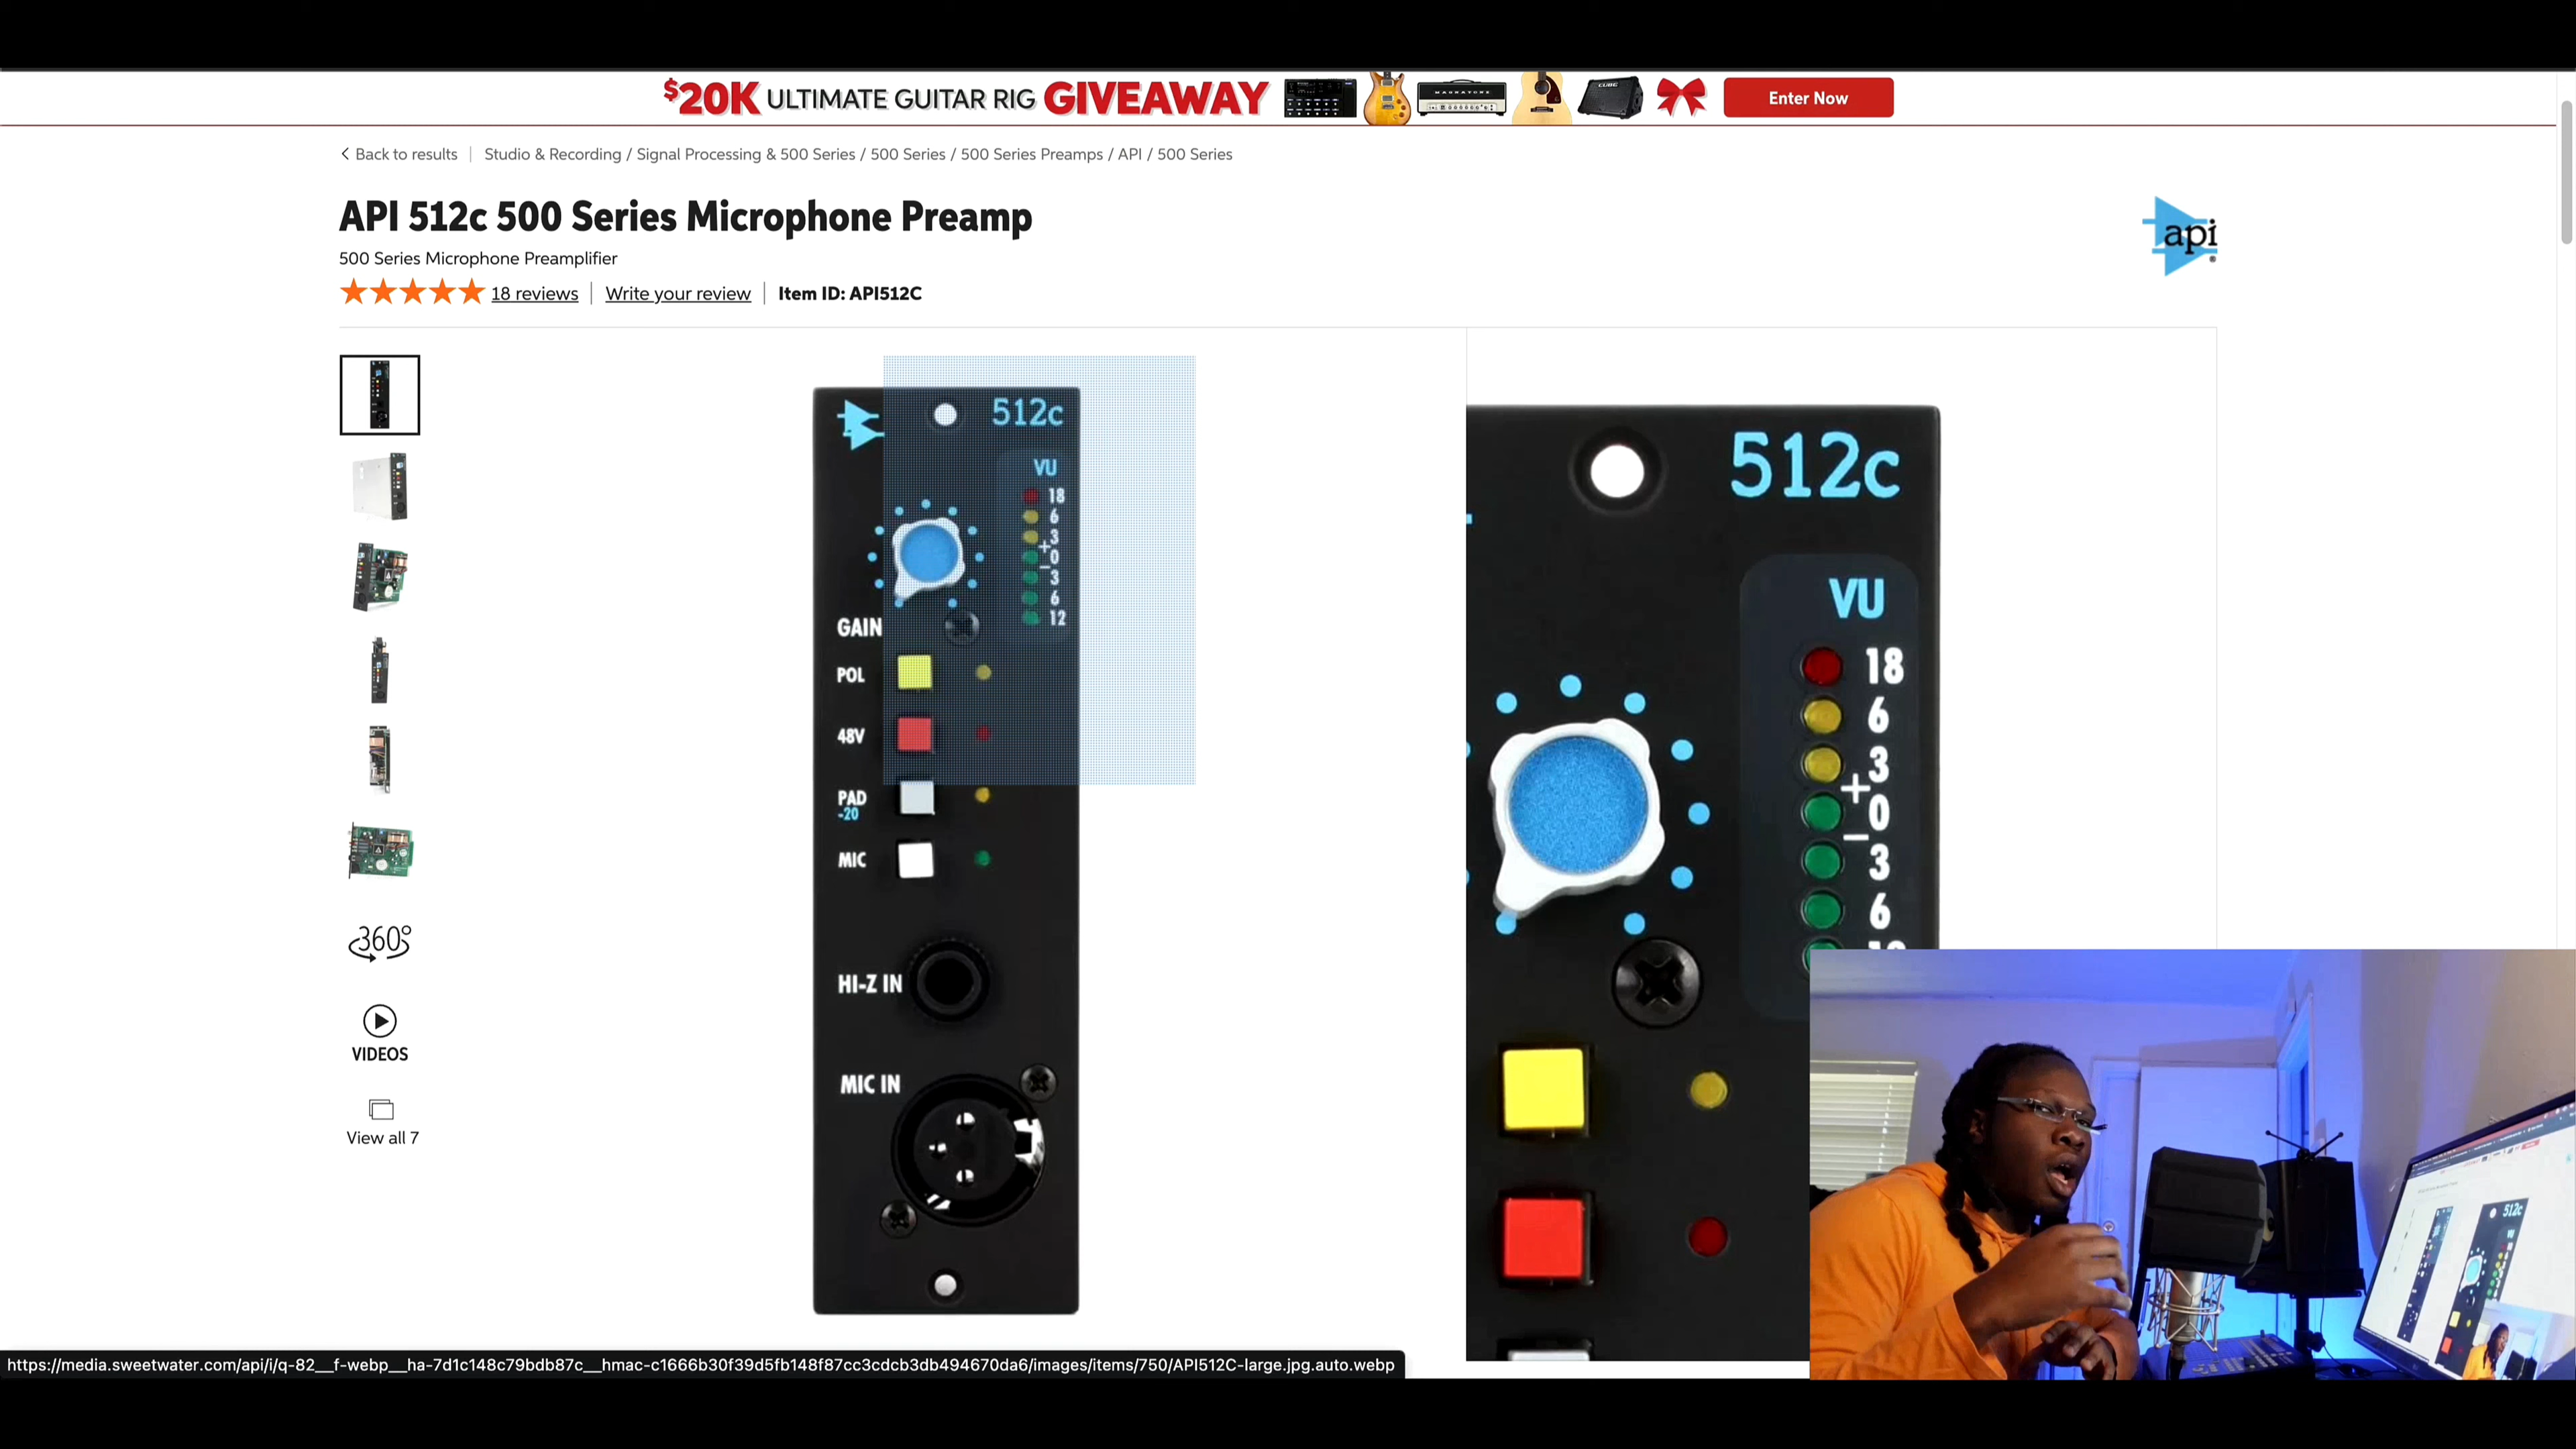 $20K ULTIMATE GUITAR RIG GIVEAWAY
Enter Now
Back to results
Studio & Recording / Signal Processing & 500 Series / 500 Series / 500 Series Preamps / API / 500 Series
API 512c 500 Series Microphone Preamp
500 Series Microphone Preamplifier
18 reviews
Write your review
Item ID: API512C
api
512c
VU
18
6
3
+
0
−
3
6
12
GAIN
POL
48V
PAD
-20
MIC
HI-Z IN
MIC IN
512c
VU
18
6
3
+
0
−
3
6
360°
VIDEOS
View all 7
https://media.sweetwater.com/api/i/q-82__f-webp__ha-7d1c148c79bdb87c__hmac-c1666b30f39d5fb148f87cc3cdcb3db494670da6/images/items/750/API512C-large.jpg.auto.webp